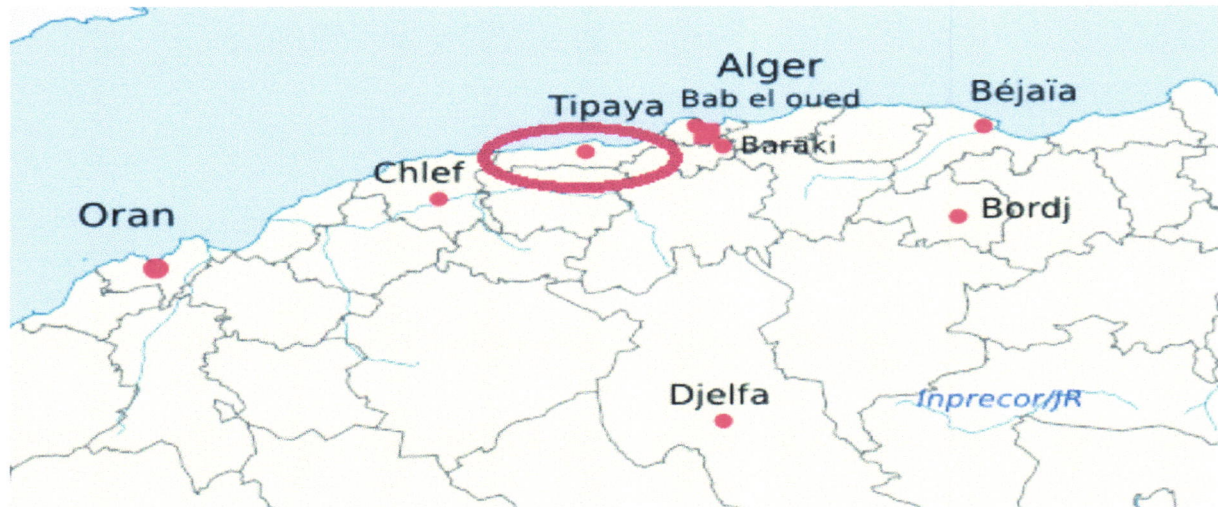 Alger
Tipaya
Bab el oued
Béjaïa
Baraki
Chlef
Oran
Bordj
Djelfa
Inprecor/JR